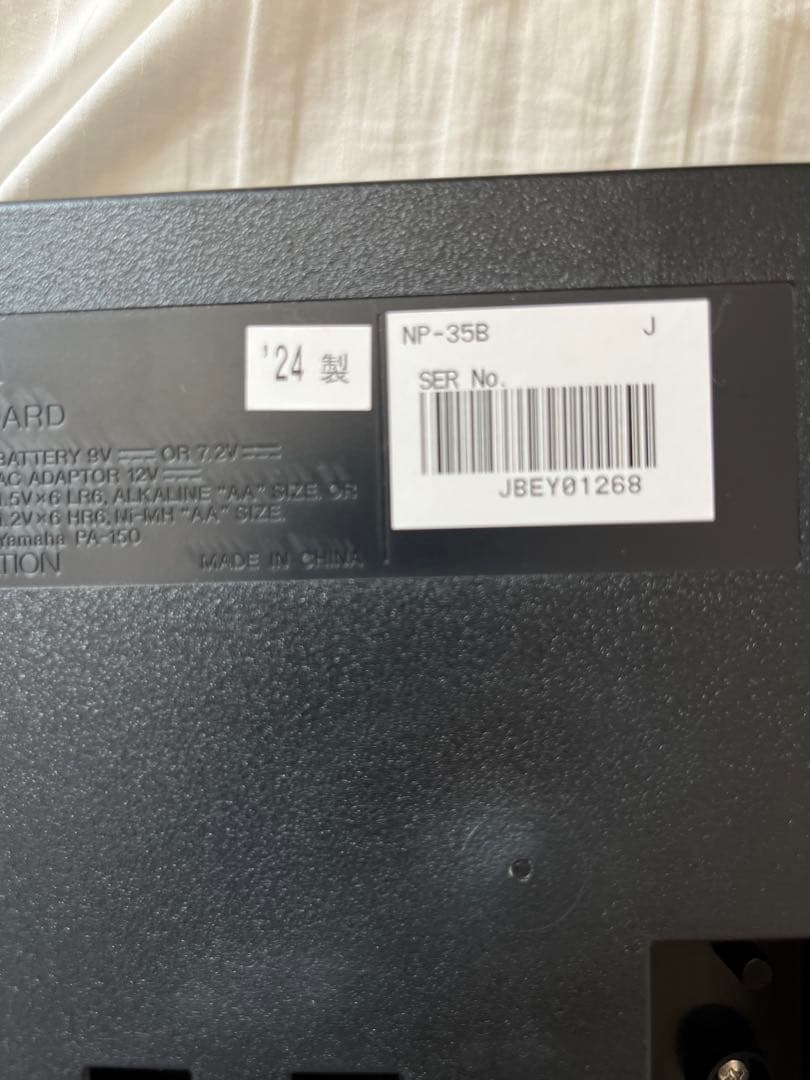 '24 製
NP-35B J
SER No.
JBEY01268
ARD
BATTERY 9V OR 7.2V
AC ADAPTOR 12V
1.5V×6 LR6, ALKALINE "AA" SIZE, OR
1.2V×6 HR6, Ni-MH "AA" SIZE
Yamaha PA-150
TION MADE IN CHINA